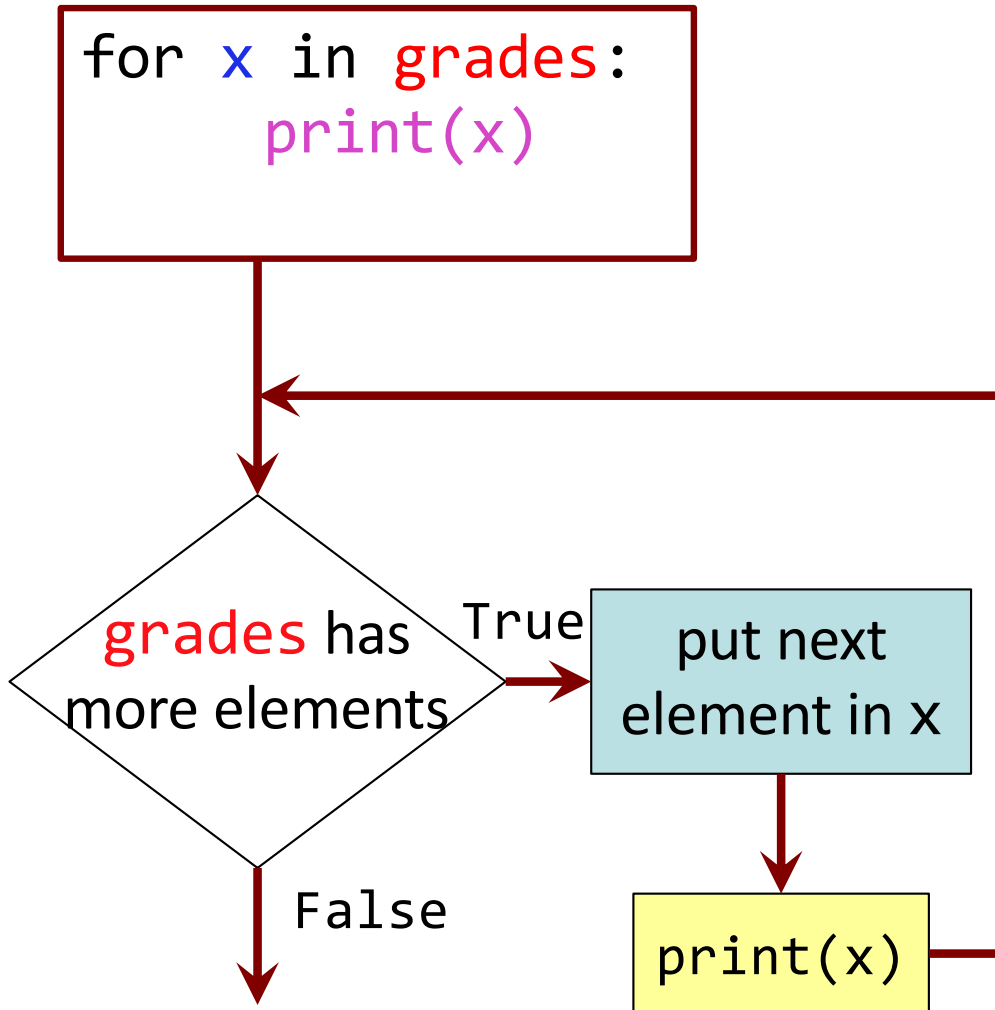 for x in grades:
    print(x)
grades has
more elements
True
put next
element in x
False
print(x)